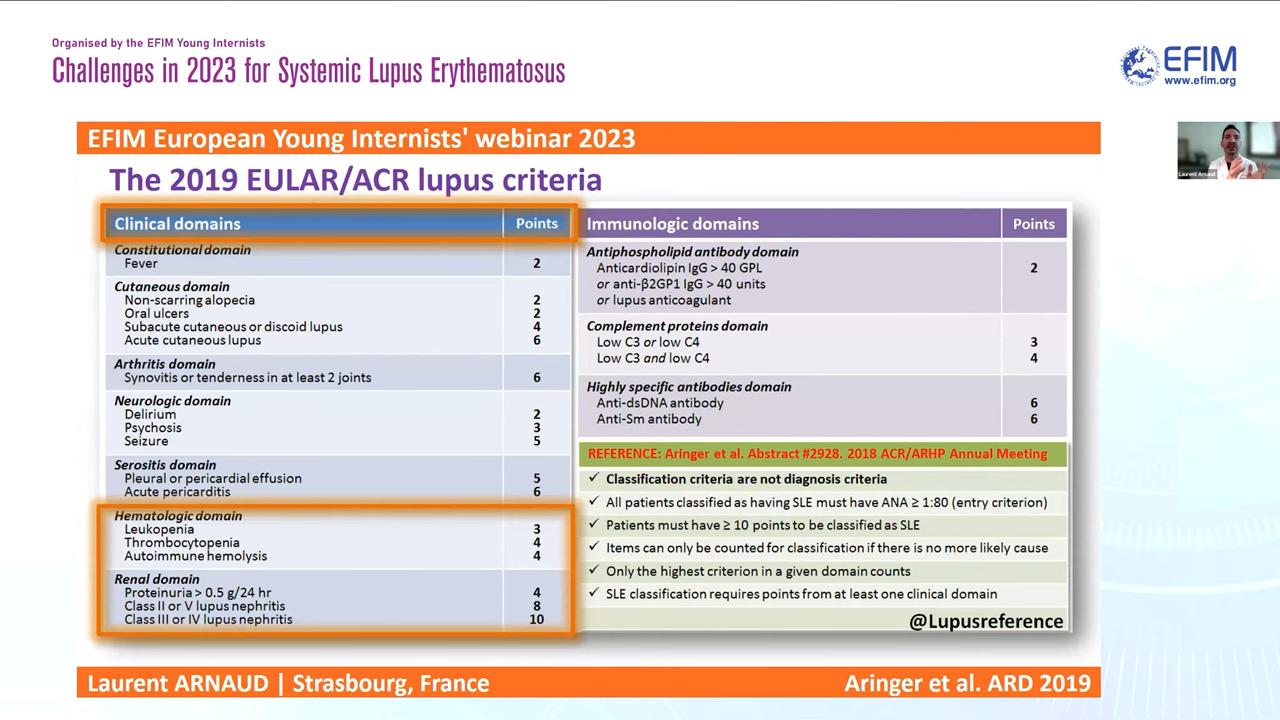 Organised by the EFIM Young Internists
Challenges in 2023 for Systemic Lupus Erythematosus
EFIM
www.efim.org
EFIM European Young Internists' webinar 2023
Laurent Arnaud
The 2019 EULAR/ACR lupus criteria
Clinical domains Points
Constitutional domain
Fever 2
Cutaneous domain
Non-scarring alopecia 2
Oral ulcers 2
Subacute cutaneous or discoid lupus 4
Acute cutaneous lupus 6
Arthritis domain
Synovitis or tenderness in at least 2 joints 6
Neurologic domain
Delirium 2
Psychosis 3
Seizure 5
Serositis domain
Pleural or pericardial effusion 5
Acute pericarditis 6
Hematologic domain
Leukopenia 3
Thrombocytopenia 4
Autoimmune hemolysis 4
Renal domain
Proteinuria > 0.5 g/24 hr 4
Class II or V lupus nephritis 8
Class III or IV lupus nephritis 10
Immunologic domains Points
Antiphospholipid antibody domain
Anticardiolipin IgG > 40 GPL 2
or anti-β2GP1 IgG > 40 units
or lupus anticoagulant
Complement proteins domain
Low C3 or low C4 3
Low C3 and low C4 4
Highly specific antibodies domain
Anti-dsDNA antibody 6
Anti-Sm antibody 6
REFERENCE: Aringer et al. Abstract #2928. 2018 ACR/ARHP Annual Meeting
✓ Classification criteria are not diagnosis criteria
✓ All patients classified as having SLE must have ANA ≥ 1:80 (entry criterion)
✓ Patients must have ≥ 10 points to be classified as SLE
✓ Items can only be counted for classification if there is no more likely cause
✓ Only the highest criterion in a given domain counts
✓ SLE classification requires points from at least one clinical domain
@Lupusreference
Laurent ARNAUD | Strasbourg, France
Aringer et al. ARD 2019